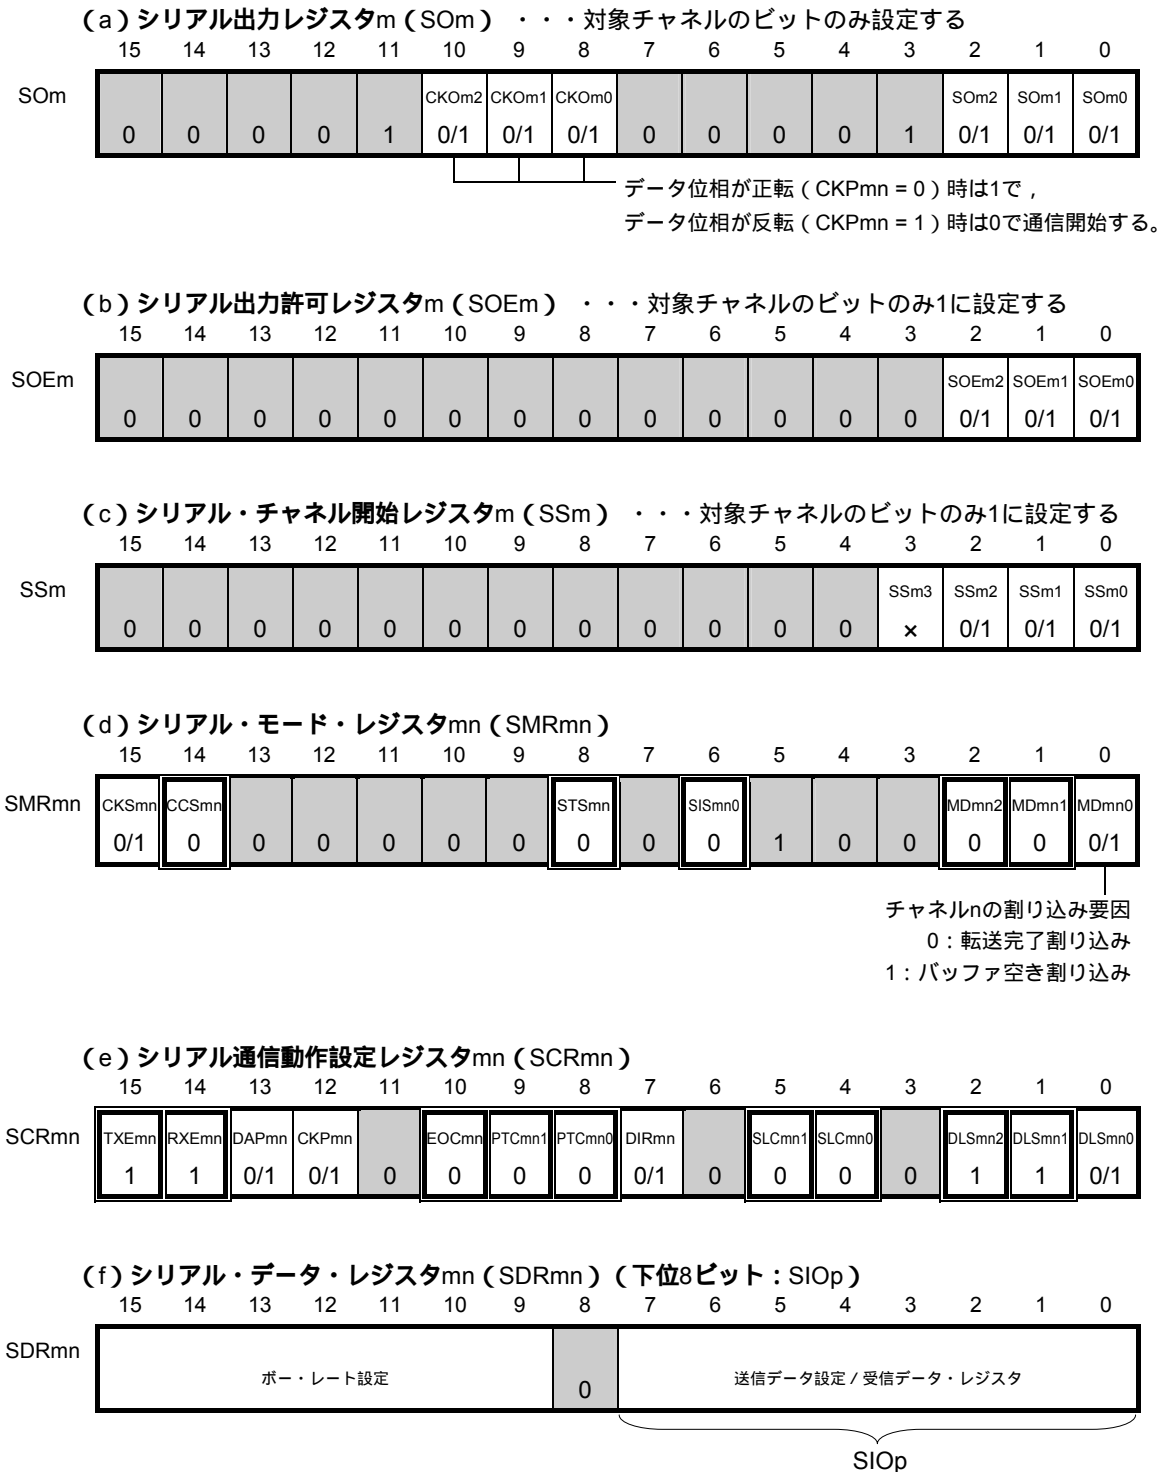 （a）シリアル出力レジスタm（SOm） ・・・対象チャネルのビットのみ設定する
15 14 13 12 11 10 9 8 7 6 5 4 3 2 1 0
SOm
CKOm2 CKOm1 CKOm0 SOm2 SOm1 SOm0
0 0 0 0 1 0/1 0/1 0/1 0 0 0 0 1 0/1 0/1 0/1
データ位相が正転（CKPmn = 0）時は1で，
データ位相が反転（CKPmn = 1）時は0で通信開始する。
（b）シリアル出力許可レジスタm（SOEm） ・・・対象チャネルのビットのみ1に設定する
15 14 13 12 11 10 9 8 7 6 5 4 3 2 1 0
SOEm
SOEm2 SOEm1 SOEm0
0 0 0 0 0 0 0 0 0 0 0 0 0 0/1 0/1 0/1
（c）シリアル・チャネル開始レジスタm（SSm） ・・・対象チャネルのビットのみ1に設定する
15 14 13 12 11 10 9 8 7 6 5 4 3 2 1 0
SSm
SSm3 SSm2 SSm1 SSm0
0 0 0 0 0 0 0 0 0 0 0 0 × 0/1 0/1 0/1
（d）シリアル・モード・レジスタmn（SMRmn）
15 14 13 12 11 10 9 8 7 6 5 4 3 2 1 0
SMRmn
CKSmn CCSmn STSmn SISmn0 MDmn2 MDmn1 MDmn0
0/1 0 0 0 0 0 0 0 0 0 1 0 0 0 0 0/1
チャネルnの割り込み要因
0：転送完了割り込み
1：バッファ空き割り込み
（e）シリアル通信動作設定レジスタmn（SCRmn）
15 14 13 12 11 10 9 8 7 6 5 4 3 2 1 0
SCRmn
TXEmn RXEmn DAPmn CKPmn EOCmn PTCmn1 PTCmn0 DIRmn SLCmn1 SLCmn0 DLSmn2 DLSmn1 DLSmn0
1 1 0/1 0/1 0 0 0 0 0/1 0 0 0 0 1 1 0/1
（f）シリアル・データ・レジスタmn（SDRmn）（下位8ビット：SIOp）
15 14 13 12 11 10 9 8 7 6 5 4 3 2 1 0
SDRmn
ボー・レート設定 0 送信データ設定／受信データ・レジスタ
SIOp